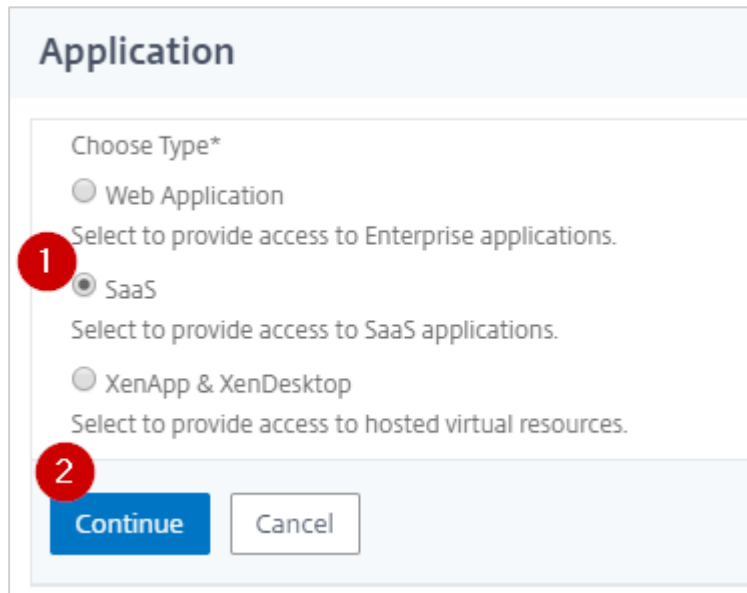 Application
Choose Type*
Web Application
Select to provide access to Enterprise applications.
1
SaaS
Select to provide access to SaaS applications.
XenApp & XenDesktop
Select to provide access to hosted virtual resources.
2
Continue Cancel